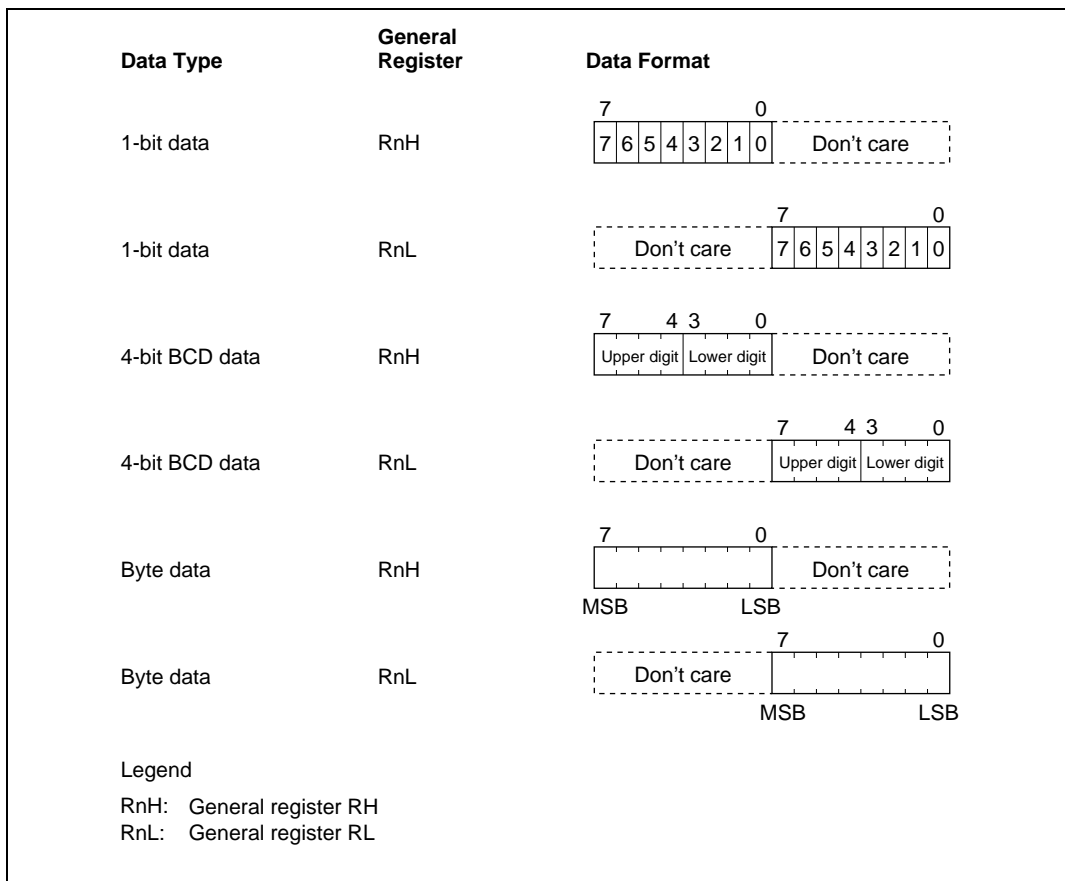 Data Type General Register Data Format
7 0
1-bit data RnH 7 6 5 4 3 2 1 0 Don't care
7 0
1-bit data RnL Don't care 7 6 5 4 3 2 1 0
7 4 3 0
4-bit BCD data RnH Upper digit Lower digit Don't care
7 4 3 0
4-bit BCD data RnL Don't care Upper digit Lower digit
7 0
Byte data RnH Don't care
MSB LSB
7 0
Byte data RnL Don't care
MSB LSB
Legend
RnH: General register RH
RnL: General register RL